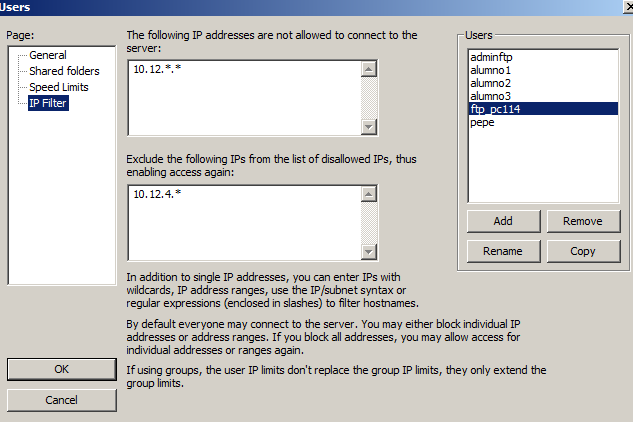 Users
Page:
General
Shared folders
Speed Limits
IP Filter
The following IP addresses are not allowed to connect to the
server:
10.12.*.*
Exclude the following IPs from the list of disallowed IPs, thus
enabling access again:
10.12.4.*
In addition to single IP addresses, you can enter IPs with
wildcards, IP address ranges, use the IP/subnet syntax or
regular expressions (enclosed in slashes) to filter hostnames.
By default everyone may connect to the server. You may either block individual IP
addresses or address ranges. If you block all addresses, you may allow access for
individual addresses or ranges again.
If using groups, the user IP limits don't replace the group IP limits, they only extend the
group limits.
Users
adminftp
alumno1
alumno2
alumno3
ftp_pc114
pepe
Add
Remove
Rename
Copy
OK
Cancel